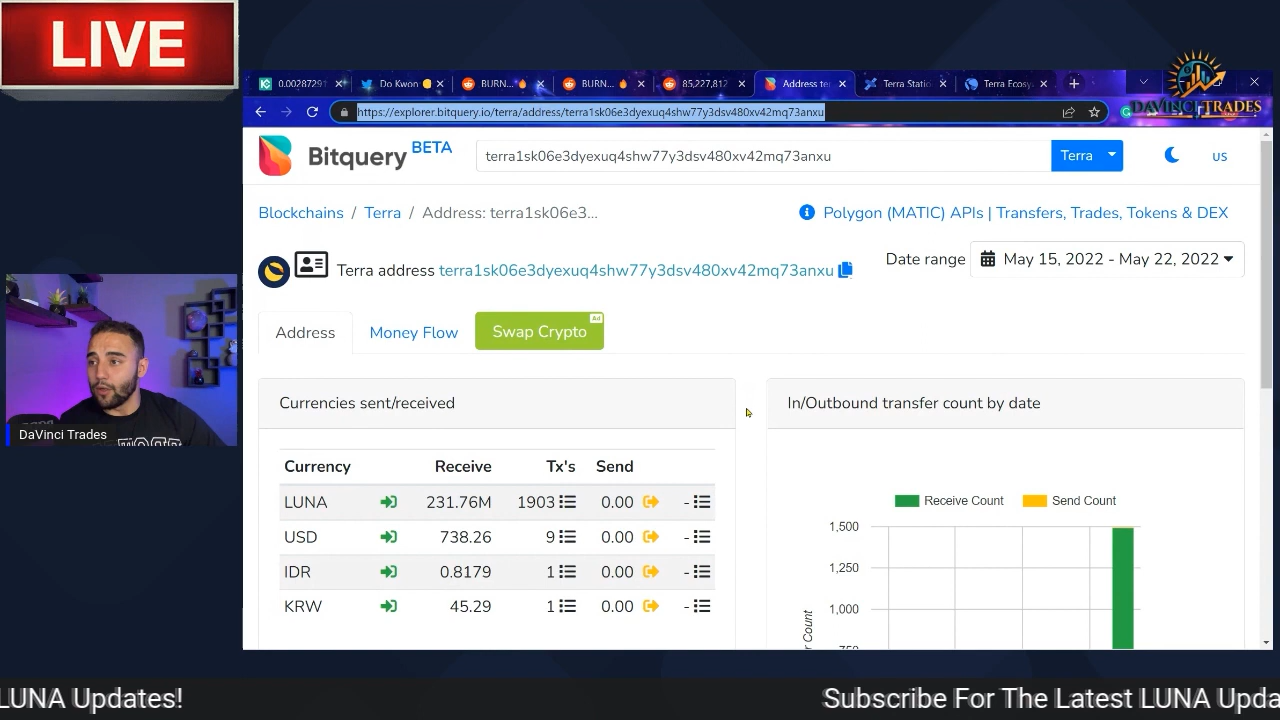 LIVE
0.0028729
Do Kwon
BURN...
BURN...
85,227,812
Address ter
Terra Static
Terra Ecosy
DAVINCI TRADES
https://explorer.bitquery.io/terra/address/terra1sk06e3dyexuq4shw77y3dsv480xv42mq73anxu
Bitquery BETA
terra1sk06e3dyexuq4shw77y3dsv480xv42mq73anxu
Terra
US
Blockchains / Terra / Address: terra1sk06e3...
Polygon (MATIC) APIs | Transfers, Trades, Tokens & DEX
Terra address terra1sk06e3dyexuq4shw77y3dsv480xv42mq73anxu
Date range May 15, 2022 - May 22, 2022
Address
Money Flow
Swap Crypto
Ad
Currencies sent/received
In/Outbound transfer count by date
Currency Receive Tx's Send
LUNA 231.76M 1903 0.00 -
USD 738.26 9 0.00 -
IDR 0.8179 1 0.00 -
KRW 45.29 1 0.00 -
Receive Count
Send Count
1,500
1,250
1,000
750
r Count
DaVinci Trades
LUNA Updates!
Subscribe For The Latest LUNA Upda